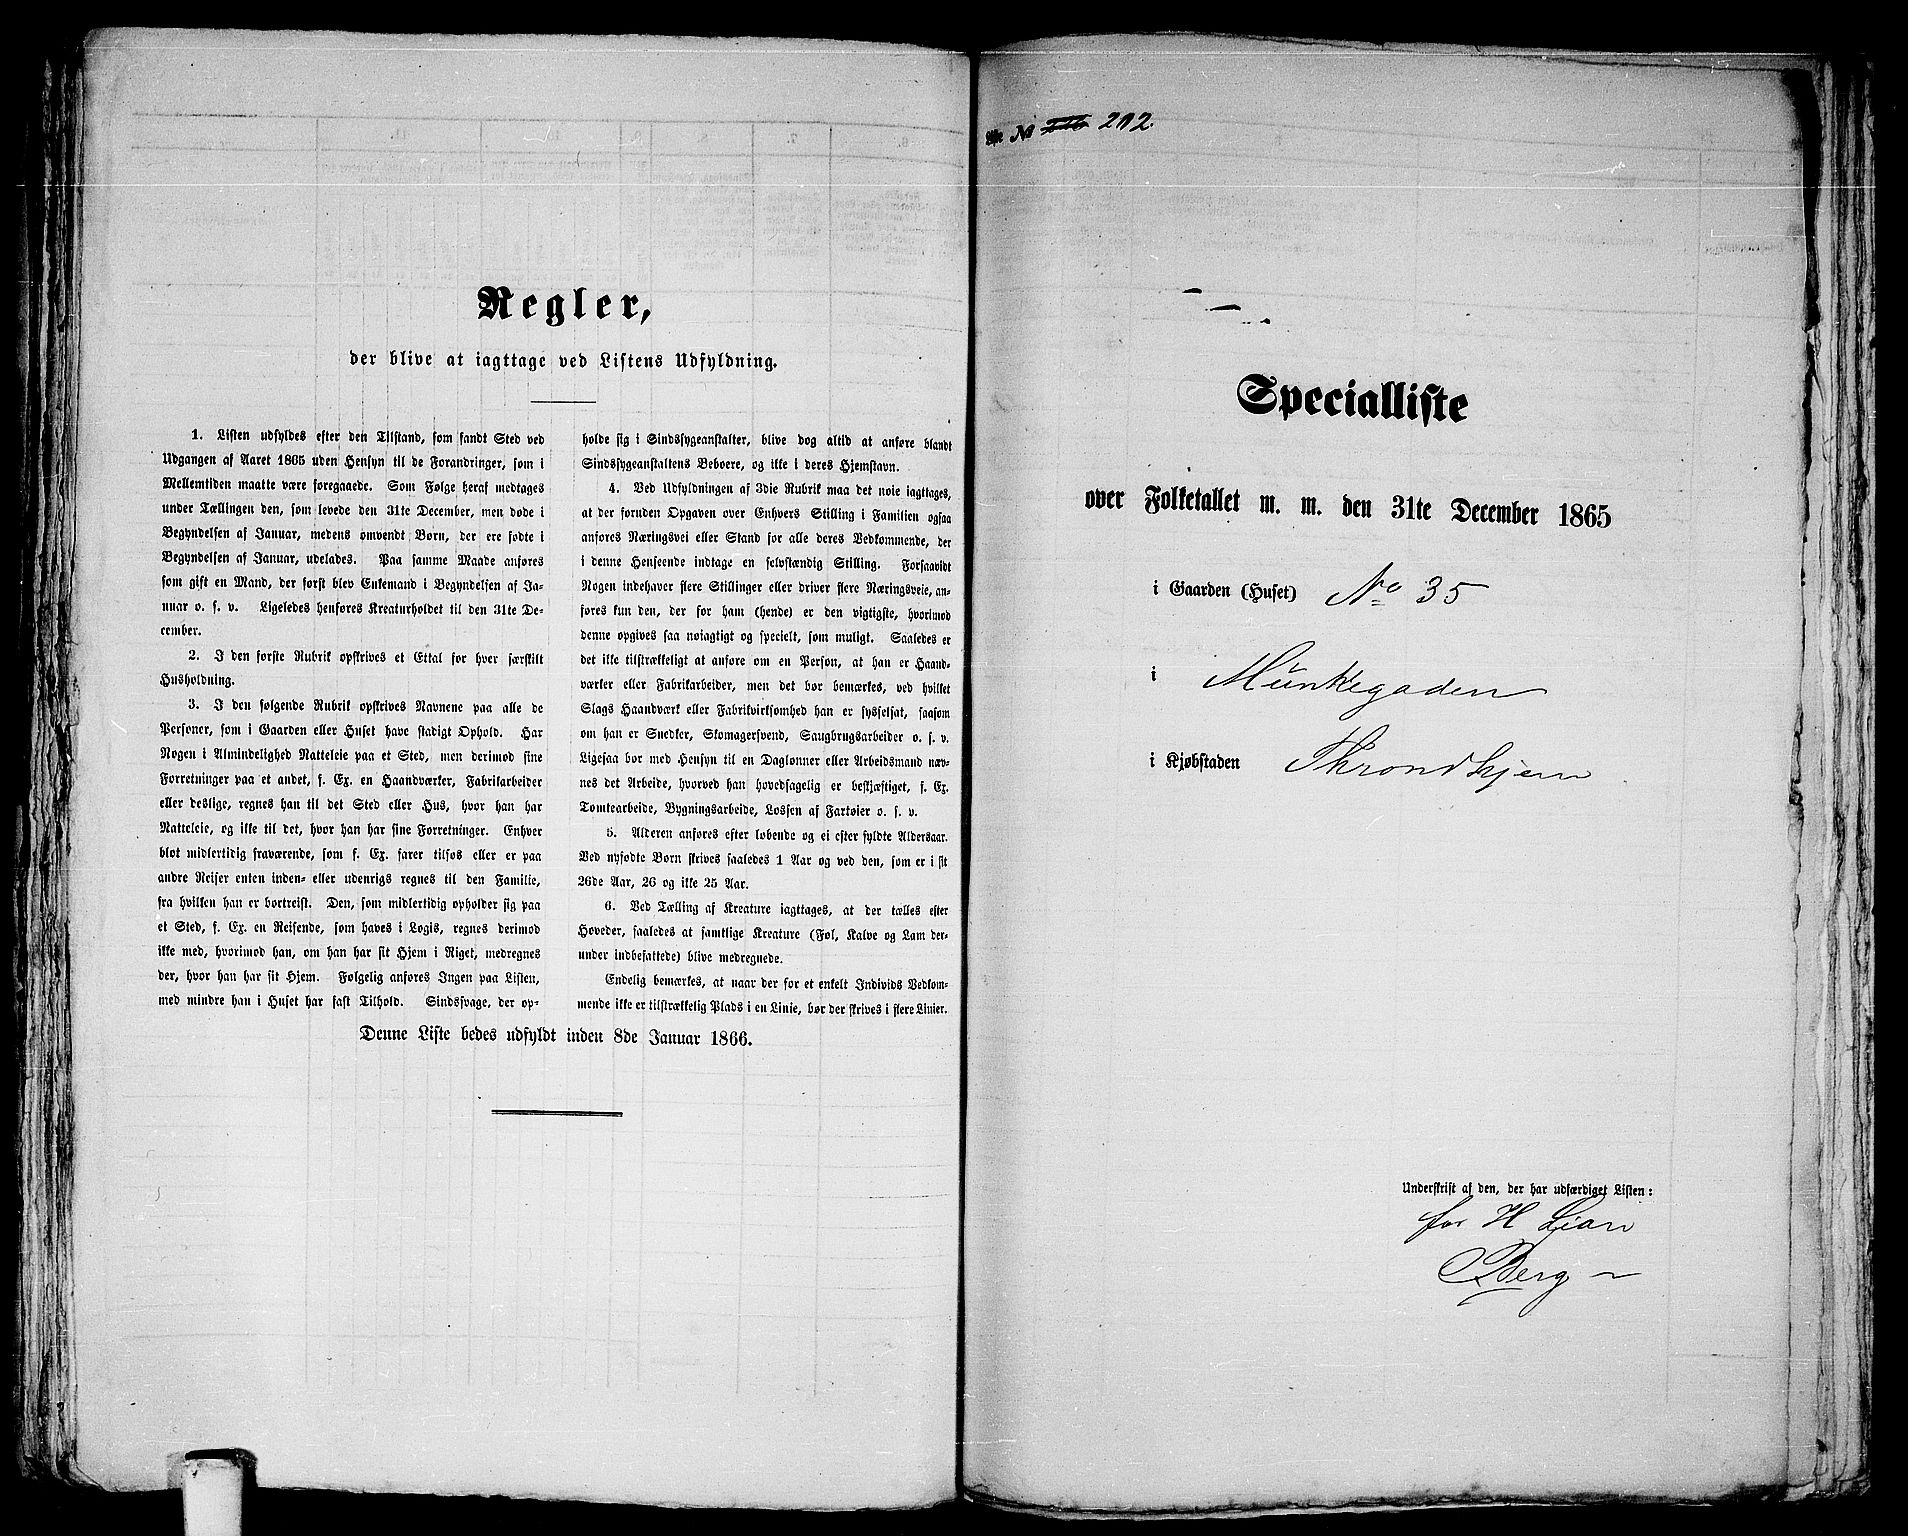 Regler,
der blive at iagttage ved Listens Udfyldning.
1. Listen udfyldes efter den Tilstand, som fandt Sted ved
Udgangen af Aaret 1865 uden Hensyn til de Forandringer, som i
Mellemtiden maatte være foregaaede. Som Følge heraf medtages
under Tællingen den, som levede den 31te December, men døde i
Begyndelsen af Januar, medens omvendt Børn, der ere fødte i
Begyndelsen af Januar, udelades. Paa samme Maade anføres
som gift en Mand, der først blev Enkemand i Begyndelsen af Ja-
nuar o. s. v. Ligeledes henføres Kreaturholdet til den 31te De-
cember.
2. I den første Rubrik opskrives et Ettal for hver særskilt
Husholdning.
3. I den følgende Rubrik opskrives Navnene paa alle de
Personer, som i Gaarden eller Huset have stadigt Ophold. Har
Nogen i Almindelighed Natteleie paa et Sted, men derimod sine
Forretninger paa et andet, f. Ex. en Haandværker, Fabrikarbeider
eller deslige, regnes han til det Sted eller Hus, hvor han har
Natteleie, og ikke til det, hvor han har sine Forretninger. Enhver
blot midlertidig fraværende, som f. Ex. farer tilsøs eller er paa
andre Reiser enten inden- eller udenrigs regnes til den Familie,
fra hvilken han er bortreist. Den, som midlertidig opholder sig paa
et Sted, f. Ex. en Reisende, som haves i Logis, regnes derimod
ikke med, hvorimod han, om han har sit Hjem i Riget, medregnes
der, hvor han har sit Hjem. Følgelig anføres Ingen paa Listen,
med mindre han i Huset har fast Tilhold. Sindssvage, der op-
holde sig i Sindssygeanstalter, blive dog altid at anføre blandt
Sindssygeanstaltens Beboere, og ikke i deres Hjemstavn.
4. Ved Udfyldningen af 3die Rubrik maa det nøie iagttages,
at der foruden Opgaven over Enhvers Stilling i Familien ogsaa
anføres Næringsvei eller Stand for alle deres Vedkommende, der
i denne Henseende indtage en selvstændig Stilling. Forsaavidt
Nogen indehaver flere Stillinger eller driver flere Næringsveie, an-
føres kun den, der for ham (hende) er den vigtigste, hvorimod
denne opgives saa nøiagtigt og specielt, som muligt. Saaledes er
det ikke tilstrækkeligt at anføre om en Person, at han er Haand-
værker eller Fabrikarbeider, men det bør bemærkes, ved hvilket
Slags Haandværk eller Fabrikvirksomhed han er sysselsat, saasom
om han er Snedker, Skomagersvend, Saugbrugsarbeider o. s. v.
Ligesaa bør med Hensyn til en Daglønner eller Arbeidsmand næv-
nes det Arbeide, hvorved han hovedsagelig er beskjæftiget, f. Ex.
Tomtearbeide, Bygningsarbeide, Lossen af Fartøier o. s. v.
5. Alderen anføres efter løbende og ei efter fyldte Aldersaar.
Ved nyfødte Børn skrives saaledes 1 Aar og ved den, som er i sit
26de Aar, 26 og ikke 25 Aar.
6. Ved Tælling af Kreature iagttages, at der tælles efter
Hoveder, saaledes at samtlige Kreature (Føl, Kalve og Lam der-
under indbefattede) blive medregnede.
Endelig bemærkes, at naar der for et enkelt Individs Vedkom-
mende ikke er tilstrækkelig Plads i en Linie, bør der skrives i flere Linier.
Denne Liste bedes udfyldt inden 8de Januar 1866.
No 212.
Specialliste
over Folketallet m. m. den 31te December 1865
i Gaarden (Huset) No 35
i Munkegaden
i Kjøbstaden Throndhjem
Underskrift af den, der har udfærdiget Listen:
for H Lian
Berg